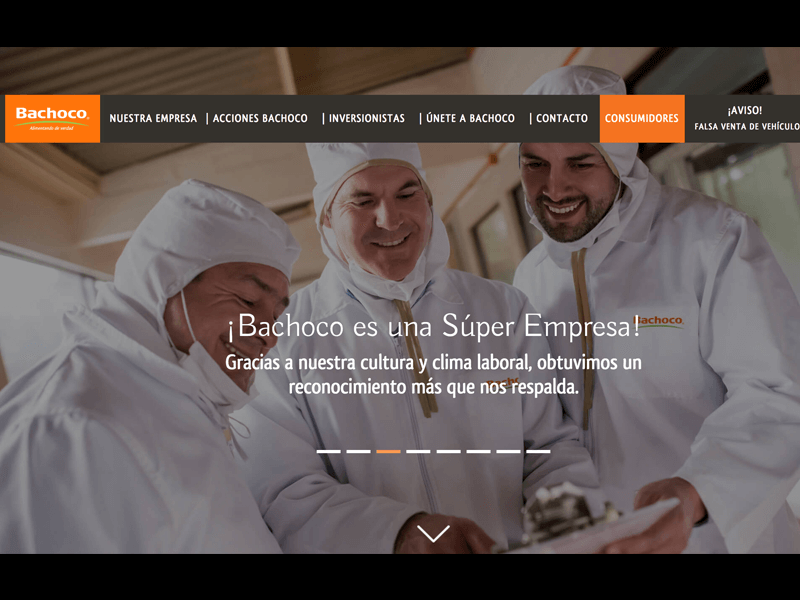 Bachoco
Alimentando de verdad
NUESTRA EMPRESA | ACCIONES BACHOCO | INVERSIONISTAS | ÚNETE A BACHOCO | CONTACTO CONSUMIDORES
¡AVISO!
FALSA VENTA DE VEHÍCULO
Bachoco
¡Bachoco es una Súper Empresa!
Gracias a nuestra cultura y clima laboral, obtuvimos un
reconocimiento más que nos respalda.